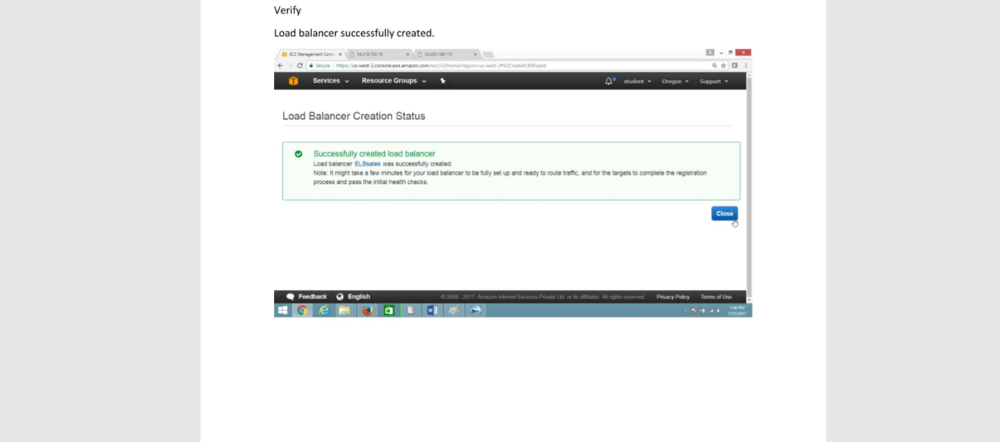 Verify
Load balancer successfully created.
EC2 Management Cons
54.218.192.18
54.203.188.115
Secure | https://us-west-2.console.aws.amazon.com/ec2/v2/home?region=us-west-2#V2CreateELBWizard:
Services Resource Groups student Oregon Support
Load Balancer Creation Status
Successfully created load balancer
Load balancer ELBsales was successfully created.
Note: It might take a few minutes for your load balancer to be fully set up and ready to route traffic, and for the targets to complete the registration
process and pass the initial health checks.
Close
Feedback English © 2008 - 2017, Amazon Internet Services Private Ltd. or its affiliates. All rights reserved. Privacy Policy Terms of Use
1:46 PM
7/25/2017